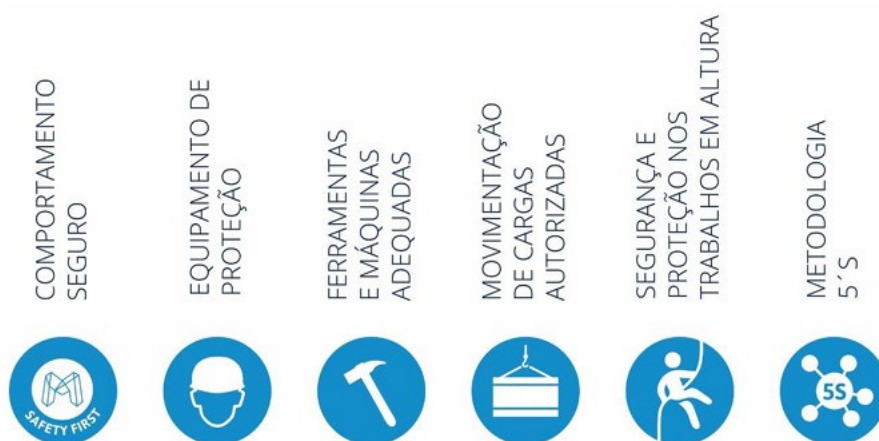 COMPORTAMENTO
SEGURO
EQUIPAMENTO DE
PROTEÇÃO
FERRAMENTAS
E MÁQUINAS
ADEQUADAS
MOVIMENTAÇÃO
DE CARGAS
AUTORIZADAS
SEGURANÇA E
PROTEÇÃO NOS
TRABALHOS EM ALTURA
METODOLOGIA
5´S
SAFETY FIRST
5S